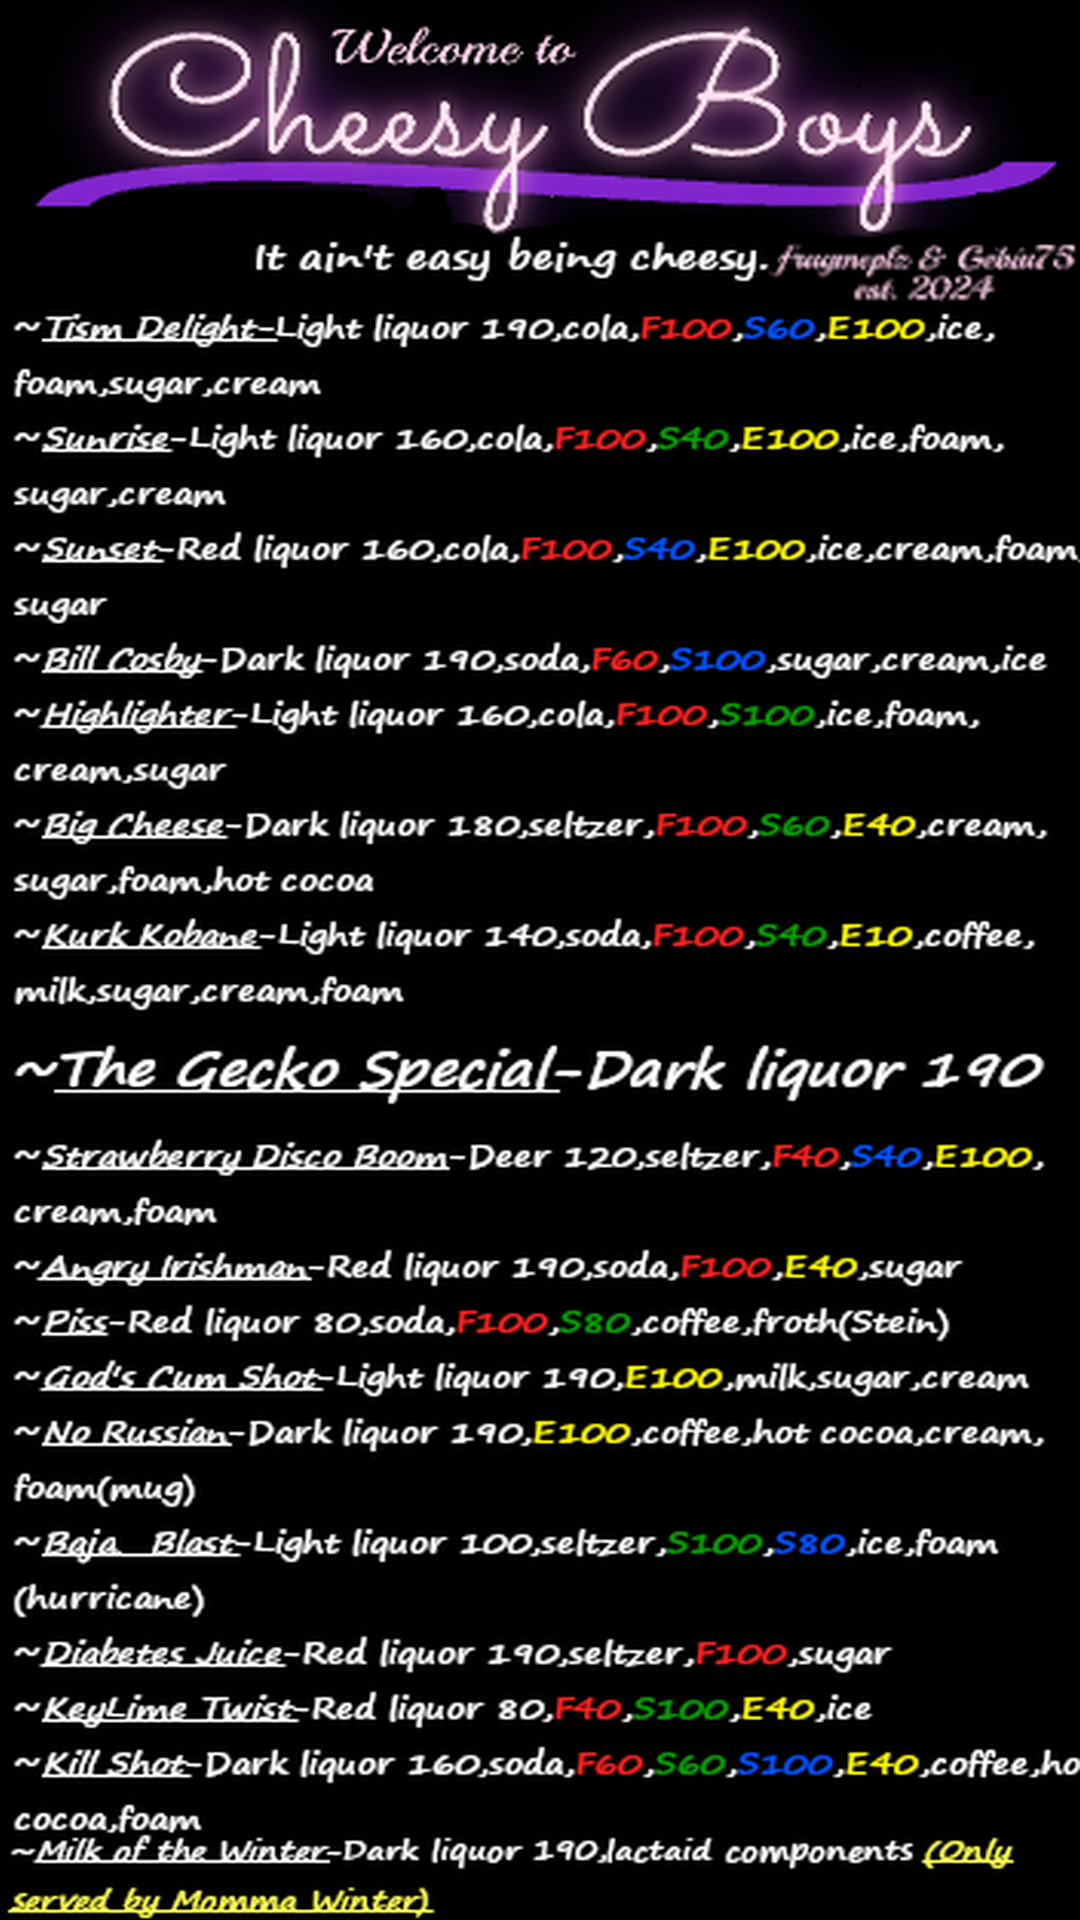 Welcome to
Cheesy Boys
It ain't easy being cheesy. fragmeplz & Gebiu75
est. 2024
~Tism Delight-Light liquor 190,cola,F100,S60,E100,ice,
foam,sugar,cream
~Sunrise-Light liquor 160,cola,F100,S40,E100,ice,foam,
sugar,cream
~Sunset-Red liquor 160,cola,F100,S40,E100,ice,cream,foam,
sugar
~Bill Cosby-Dark liquor 190,soda,F60,S100,sugar,cream,ice
~Highlighter-Light liquor 160,cola,F100,S100,ice,foam,
cream,sugar
~Big Cheese-Dark liquor 180,seltzer,F100,S60,E40,cream,
sugar,foam,hot cocoa
~Kurk Kobane-Light liquor 140,soda,F100,S40,E10,coffee,
milk,sugar,cream,foam
~The Gecko Special-Dark liquor 190
~Strawberry Disco Boom-Deer 120,seltzer,F40,S40,E100,
cream,foam
~Angry Irishman-Red liquor 190,soda,F100,E40,sugar
~Piss-Red liquor 80,soda,F100,S80,coffee,froth(Stein)
~God's Cum Shot-Light liquor 190,E100,milk,sugar,cream
~No Russian-Dark liquor 190,E100,coffee,hot cocoa,cream,
foam(mug)
~Baja Blast-Light liquor 100,seltzer,S100,S80,ice,foam
(hurricane)
~Diabetes Juice-Red liquor 190,seltzer,F100,sugar
~KeyLime Twist-Red liquor 80,F40,S100,E40,ice
~Kill Shot-Dark liquor 160,soda,F60,S60,S100,E40,coffee,ho
cocoa,foam
~Milk of the Winter-Dark liquor 190,lactaid components (Only
served by Momma Winter)